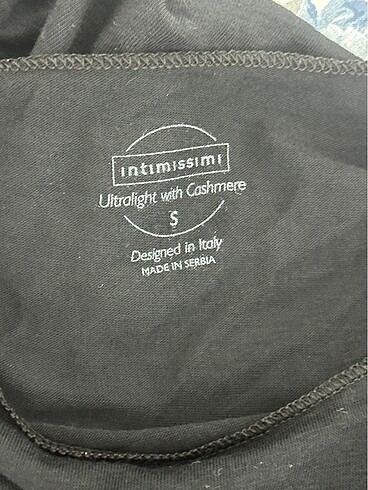 intimissimi
Ultralight with Cashmere
S
Designed in Italy
MADE IN SERBIA